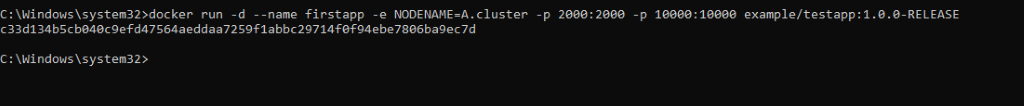 C:\Windows\system32>docker run -d --name firstapp -e NODENAME=A.cluster -p 2000:2000 -p 10000:10000 example/testapp:1.0.0-RELEASE
c33d134b5cb040c9efd47564aeddaa7259f1abbc29714f0f94ebe7806ba9ec7d
C:\Windows\system32>